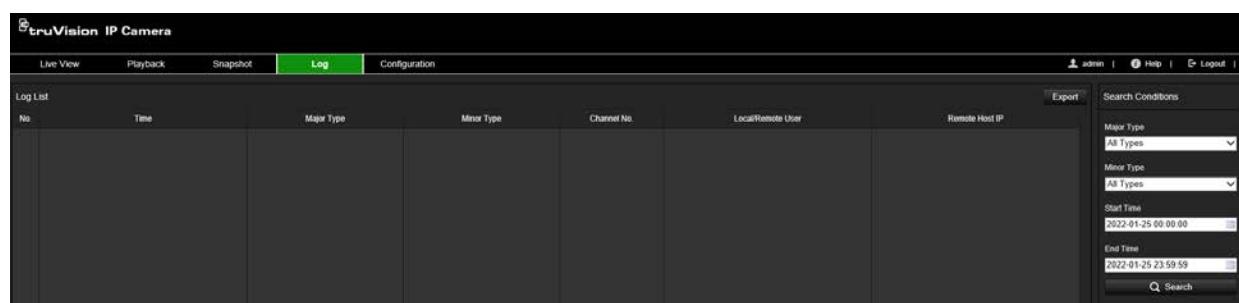 truVision IP Camera
Live View Playback Snapshot Log Configuration admin | Help | Logout |
Log List Export
No. Time Major Type Minor Type Channel No. Local/Remote User Remote Host IP
Search Conditions
Major Type
All Types
Minor Type
All Types
Start Time
2022-01-25 00:00:00
End Time
2022-01-25 23:59:59
Search